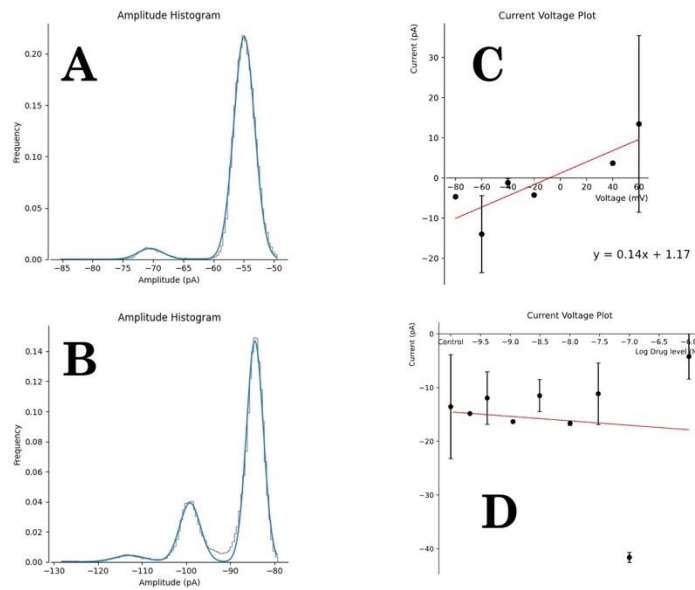 Amplitude Histogram
A
Frequency
0.20
0.15
0.10
0.05
0.00
−85 −80 −75 −70 −65 −60 −55 −50
Amplitude (pA)
Current Voltage Plot
C
Current (pA)
30
20
10
0
−10
−20
−80 −60 −40 −20 0 20 40 60
Voltage (mV)
y = 0.14x + 1.17
Amplitude Histogram
B
Frequency
0.14
0.12
0.10
0.08
0.06
0.04
0.02
0.00
−130 −120 −110 −100 −90 −80
Amplitude (pA)
Current Voltage Plot
Current (pA)
0
−10
−20
−30
−40
Control −9.5 −9.0 −8.5 −8.0 −7.5 −7.0 −6.5
Log Drug level
D